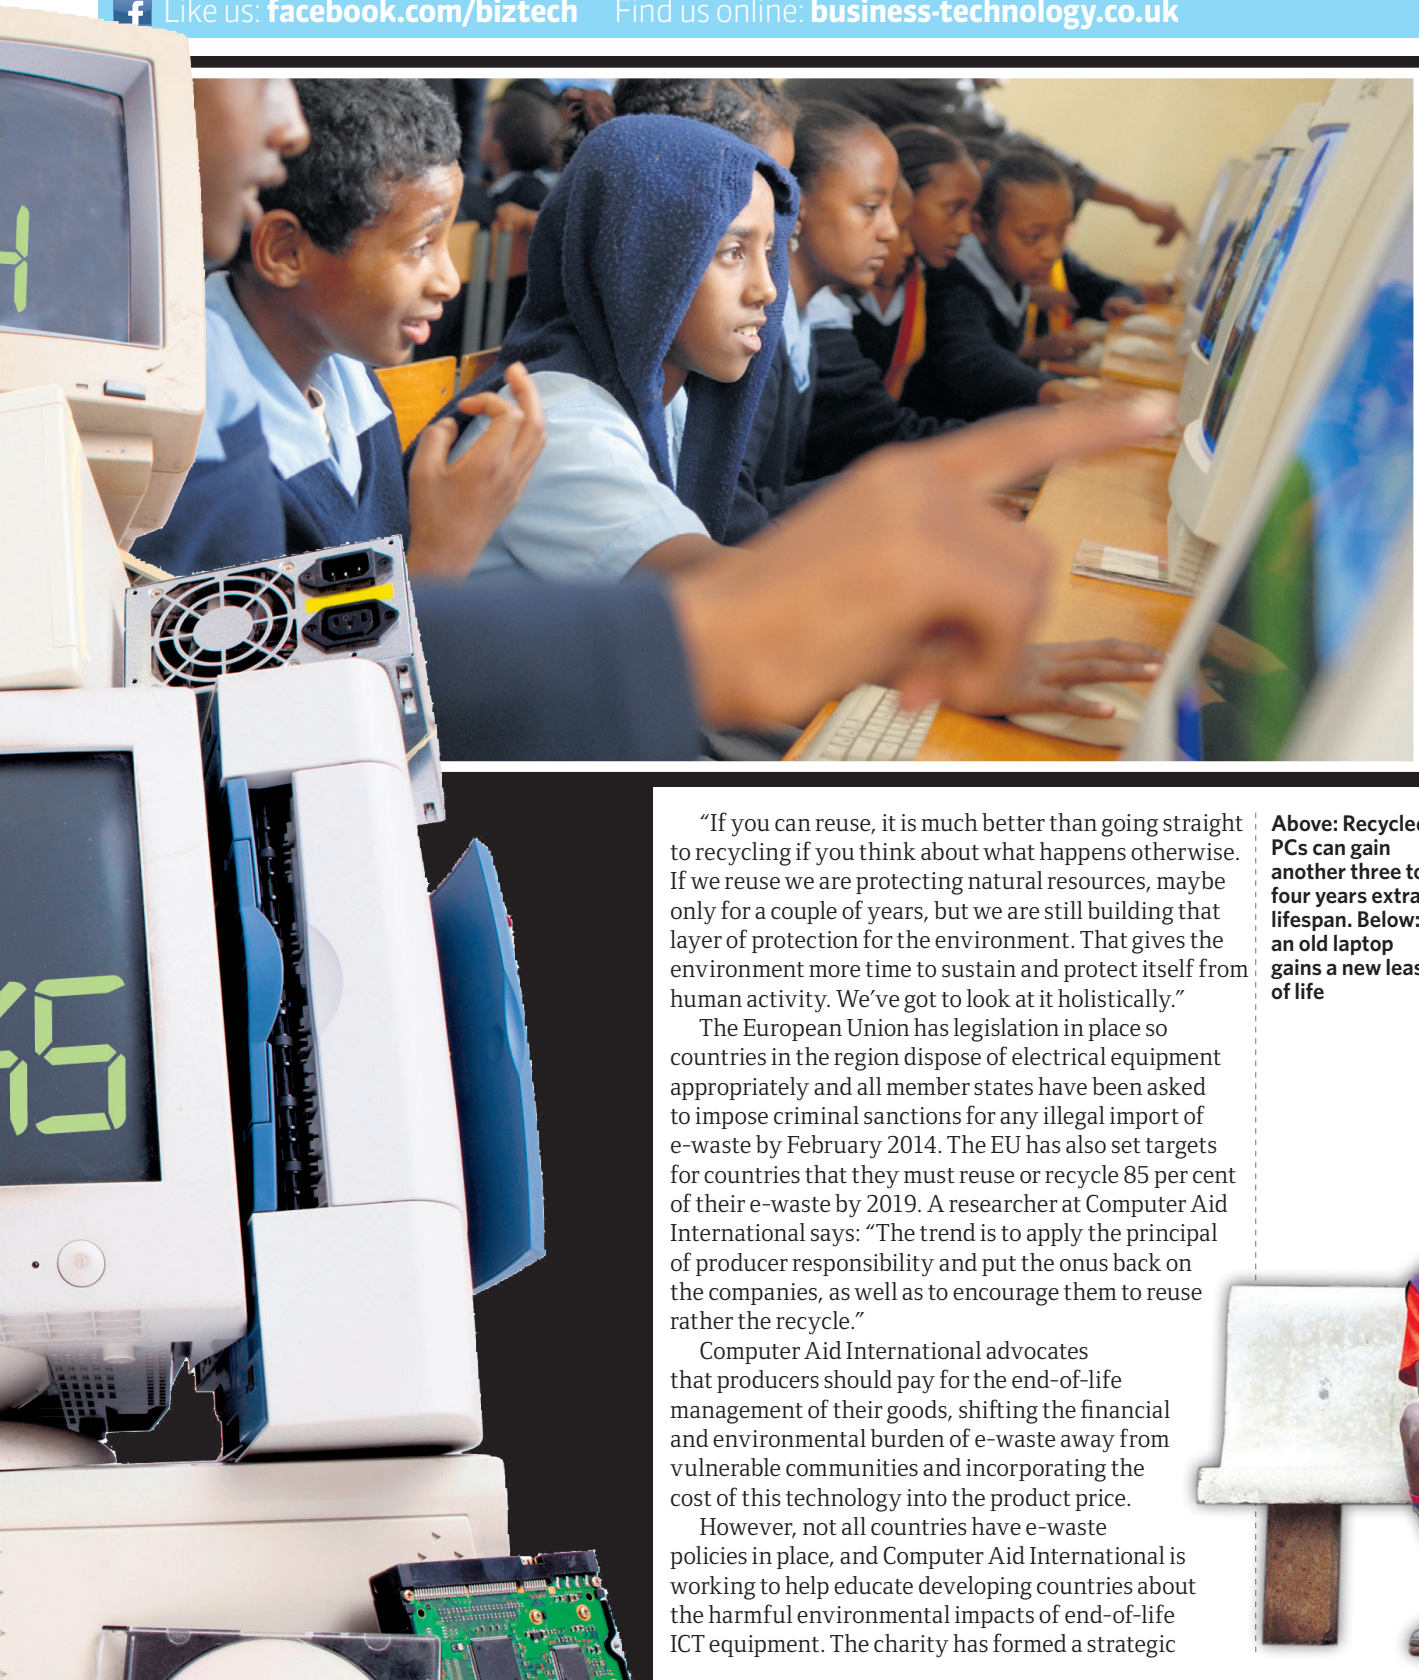 Like us: facebook.com/biztech Find us online: business-technology.co.uk
“If you can reuse, it is much better than going straight
to recycling if you think about what happens otherwise.
If we reuse we are protecting natural resources, maybe
only for a couple of years, but we are still building that
layer of protection for the environment. That gives the
environment more time to sustain and protect itself from
human activity. We’ve got to look at it holistically.”
The European Union has legislation in place so
countries in the region dispose of electrical equipment
appropriately and all member states have been asked
to impose criminal sanctions for any illegal import of
e-waste by February 2014. The EU has also set targets
for countries that they must reuse or recycle 85 per cent
of their e-waste by 2019. A researcher at Computer Aid
International says: “The trend is to apply the principal
of producer responsibility and put the onus back on
the companies, as well as to encourage them to reuse
rather the recycle.”
Computer Aid International advocates
that producers should pay for the end-of-life
management of their goods, shifting the financial
and environmental burden of e-waste away from
vulnerable communities and incorporating the
cost of this technology into the product price.
However, not all countries have e-waste
policies in place, and Computer Aid International is
working to help educate developing countries about
the harmful environmental impacts of end-of-life
ICT equipment. The charity has formed a strategic
Above: Recycled
PCs can gain
another three to
four years extra
lifespan. Below:
an old laptop
gains a new leas
of life